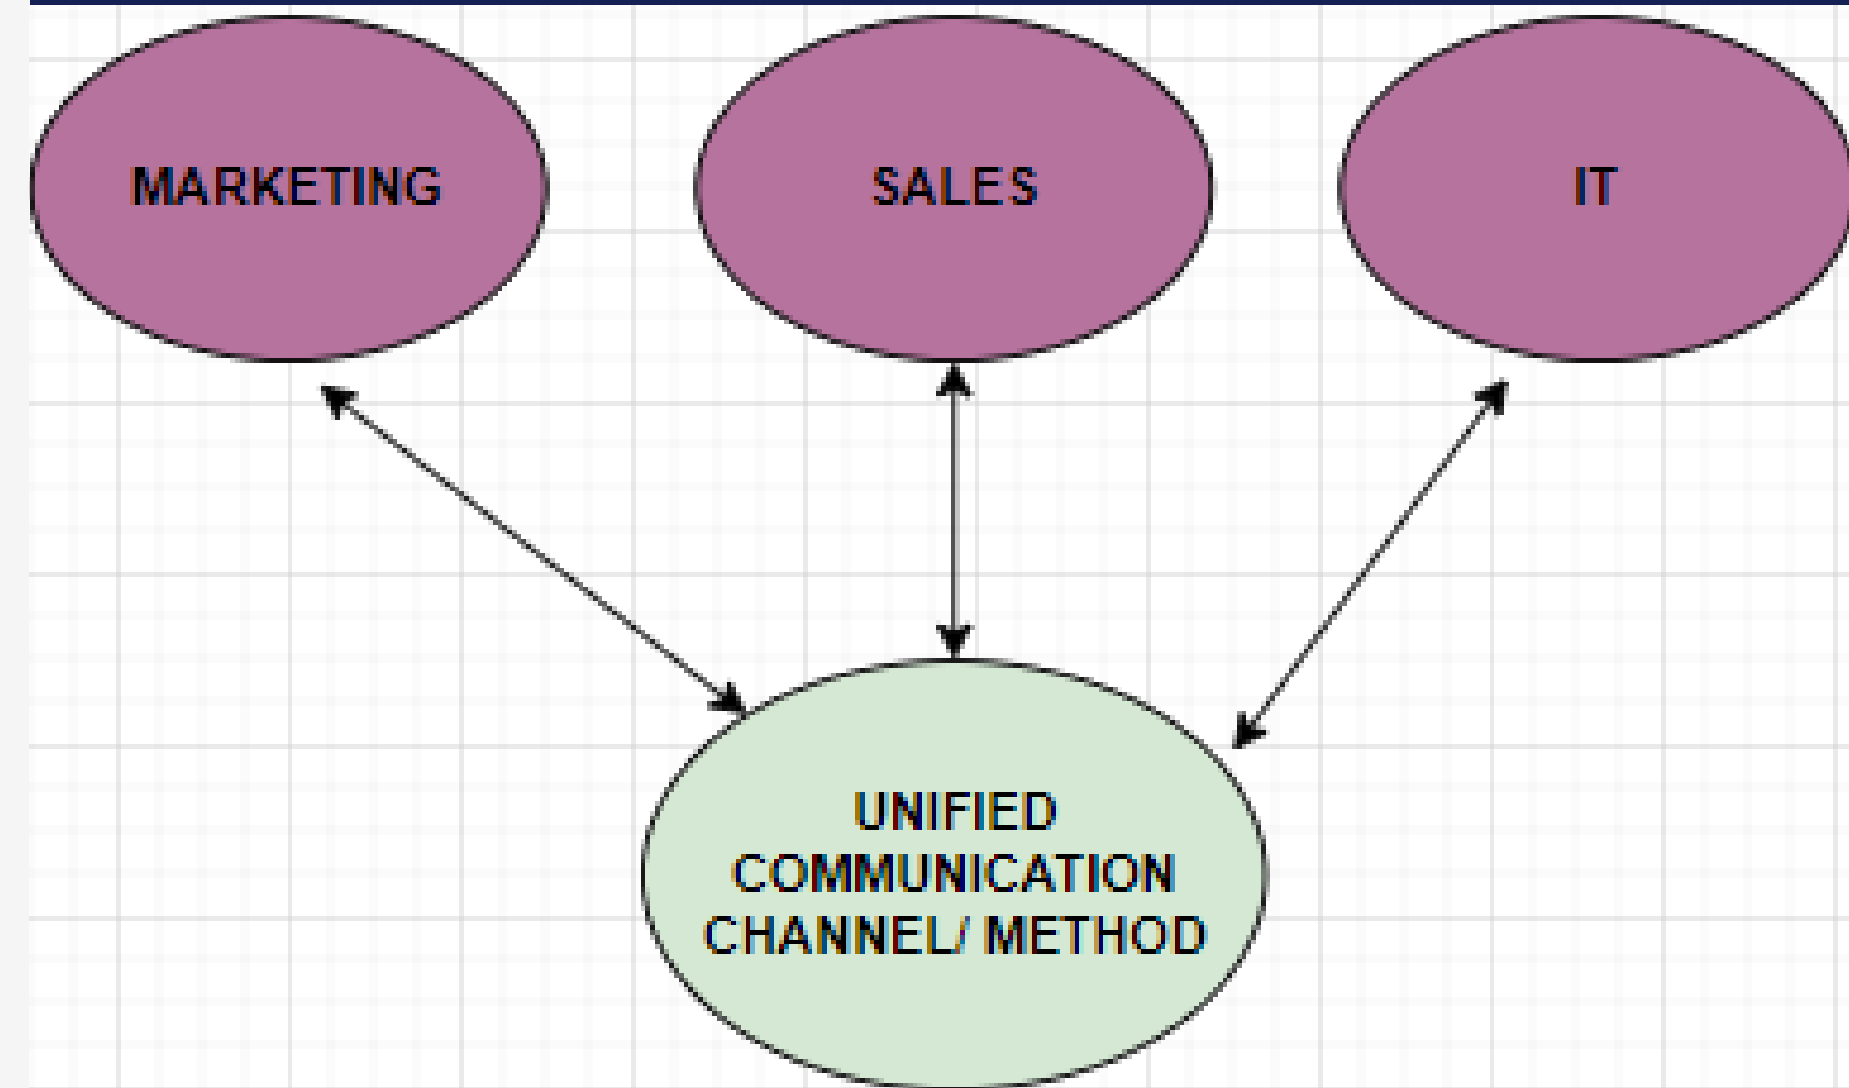 MARKETING
SALES
IT
UNIFIED
COMMUNICATION
CHANNEL/ METHOD